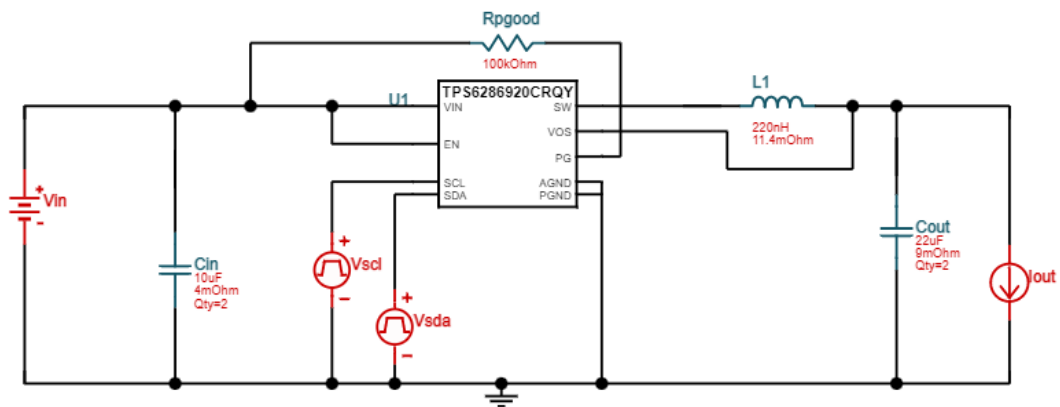 Rpgood
100kOhm
U1
TPS6286920CRQY
VIN
SW
VOS
EN
PG
SCL
AGND
SDA
PGND
L1
220nH
11.4mOhm
+
Vin
-
Cin
10uF
4mOhm
Qty=2
+
Vscl
-
+
Vsda
-
Cout
22uF
9mOhm
Qty=2
Iout